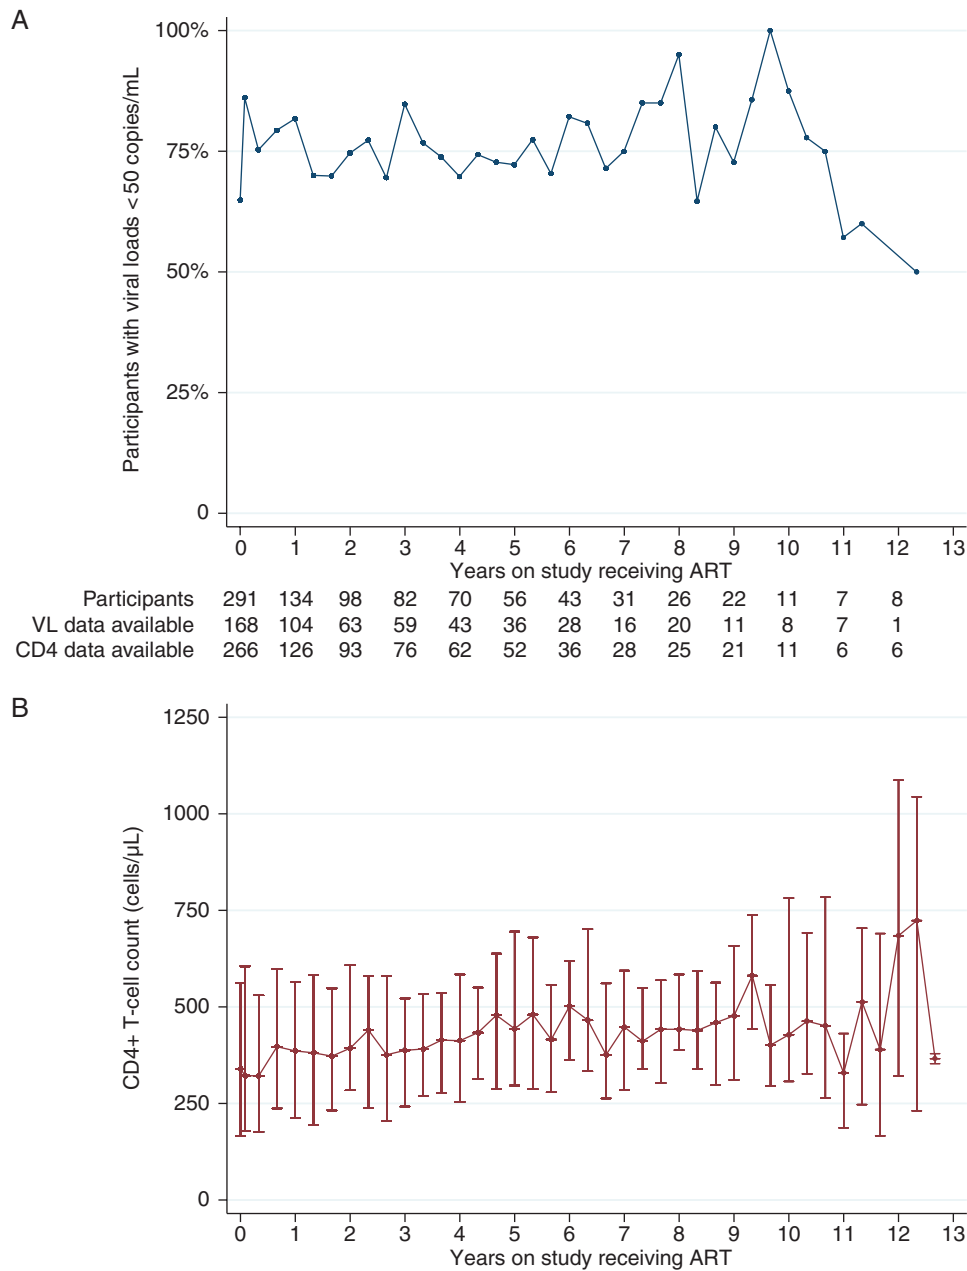 A
Participants with viral loads < 50 copies/mL
100%
75%
50%
25%
0
0 1 2 3 4 5 6 7 8 9 10 11 12 13
Years on study receiving ART
Participants 291 134 98 82 70 56 43 31 26 22 11 7 8
VL data available 168 104 63 59 43 36 28 16 20 11 8 7 1
CD4 data available 266 126 93 76 62 52 36 28 25 21 11 6 6
B
CD4+ T-cell count (cells/μL)
1250
1000
750
500
250
0
0 1 2 3 4 5 6 7 8 9 10 11 12 13
Years on study receiving ART